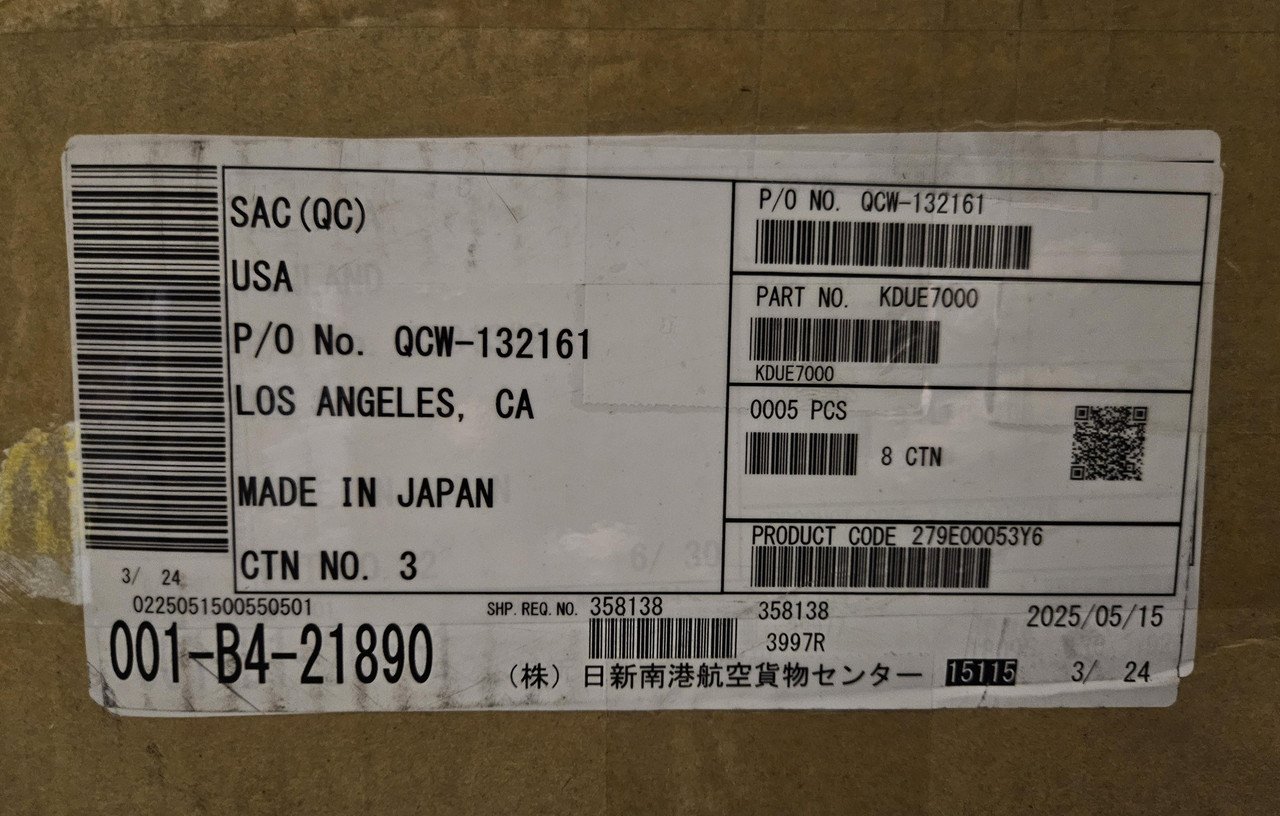 SAC(QC)
USA
P/O No. QCW-132161
LOS ANGELES, CA
MADE IN JAPAN
CTN NO. 3
P/O NO. QCW-132161
PART NO. KDUE7000
KDUE7000
0005 PCS
8 CTN
PRODUCT CODE 279E00053Y6
3/ 24
0225051500550501
001-B4-21890
SHP.REQ.NO. 358138
358138
3997R
2025/05/15
(株) 日新南港航空貨物センター
15115
3/ 24